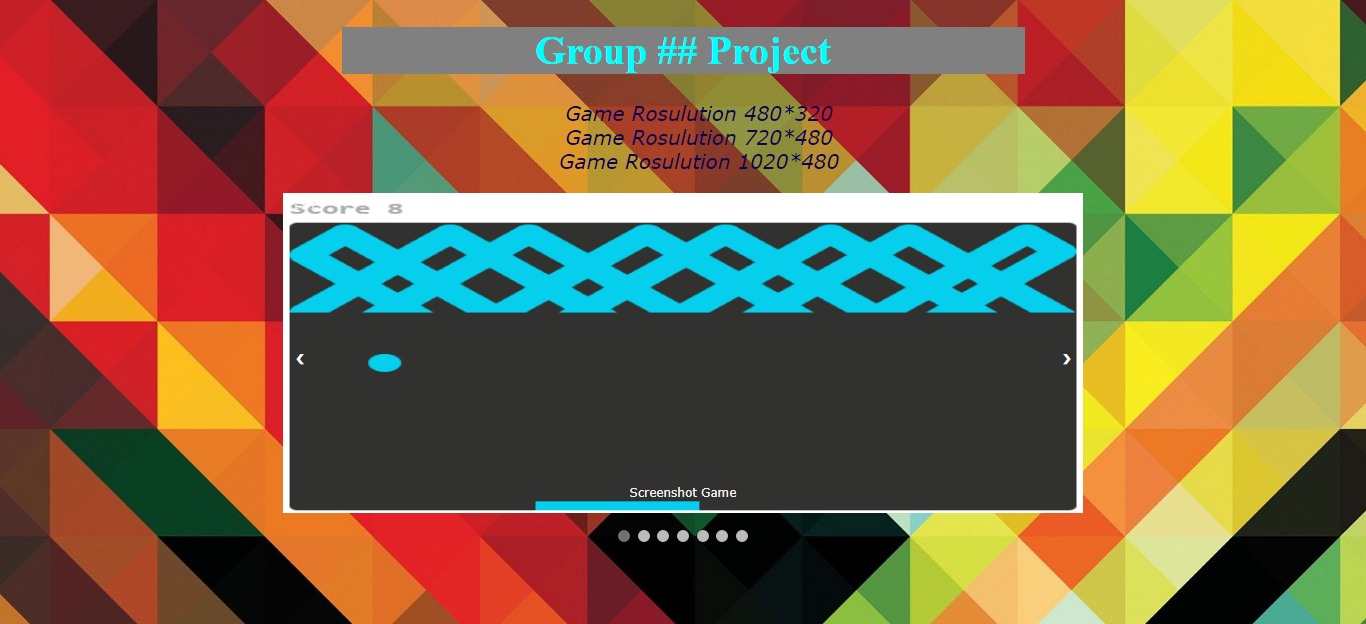 Group ## Project
Game Rosulution 480*320
Game Rosulution 720*480
Game Rosulution 1020*480
Score 8
‹ ›
Screenshot Game